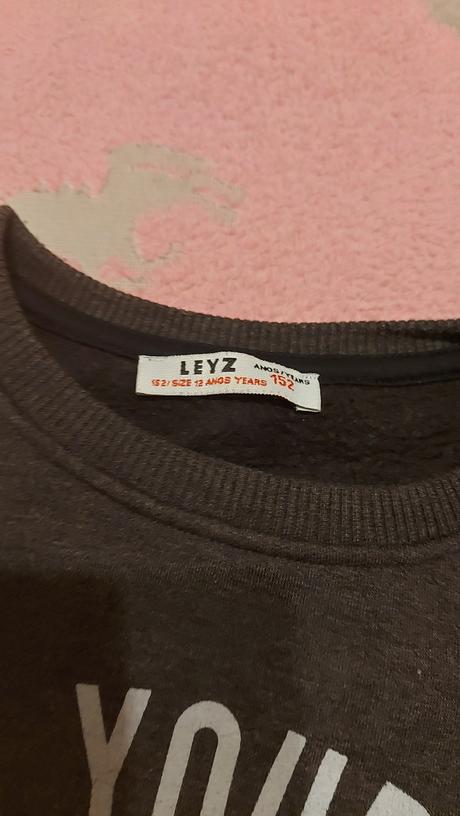 LEYZ ANOS/YEARS
152/ SIZE 12 ANOS YEARS 152
YOU